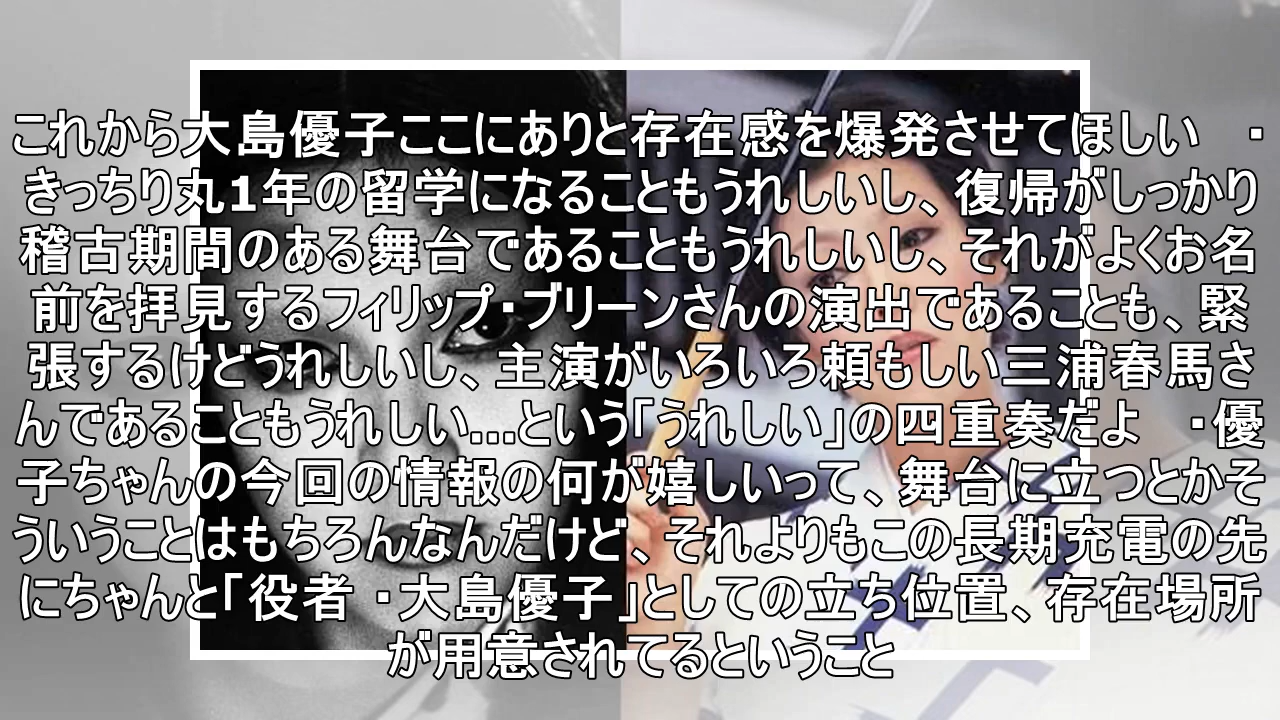 これから大島優子ここにありと存在感を爆発させてほしい　・
きっちり丸1年の留学になることもうれしいし、復帰がしっかり
稽古期間のある舞台であることもうれしいし、それがよくお名
前を拝見するフィリップ・ブリーンさんの演出であることも、緊
張するけどうれしいし、主演がいろいろ頼もしい三浦春馬さ
んであることもうれしい…という「うれしい」の四重奏だよ　・優
子ちゃんの今回の情報の何が嬉しいって、舞台に立つとかそ
ういうことはもちろんなんだけど、それよりもこの長期充電の先
にちゃんと「役者・大島優子」としての立ち位置、存在場所
が用意されてるということ